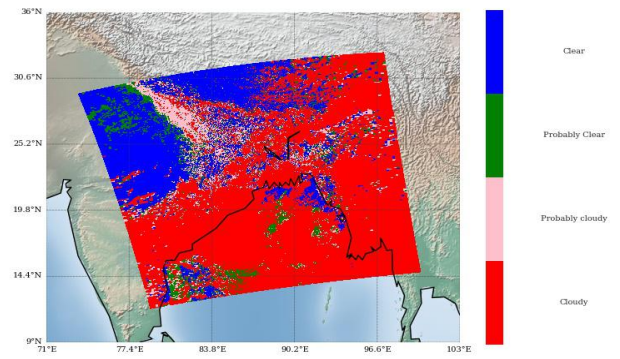 36°N
30.6°N
25.2°N
19.8°N
14.4°N
9°N
71°E 77.4°E 83.8°E 90.2°E 96.6°E 103°E
Clear
Probably Clear
Probably cloudy
Cloudy